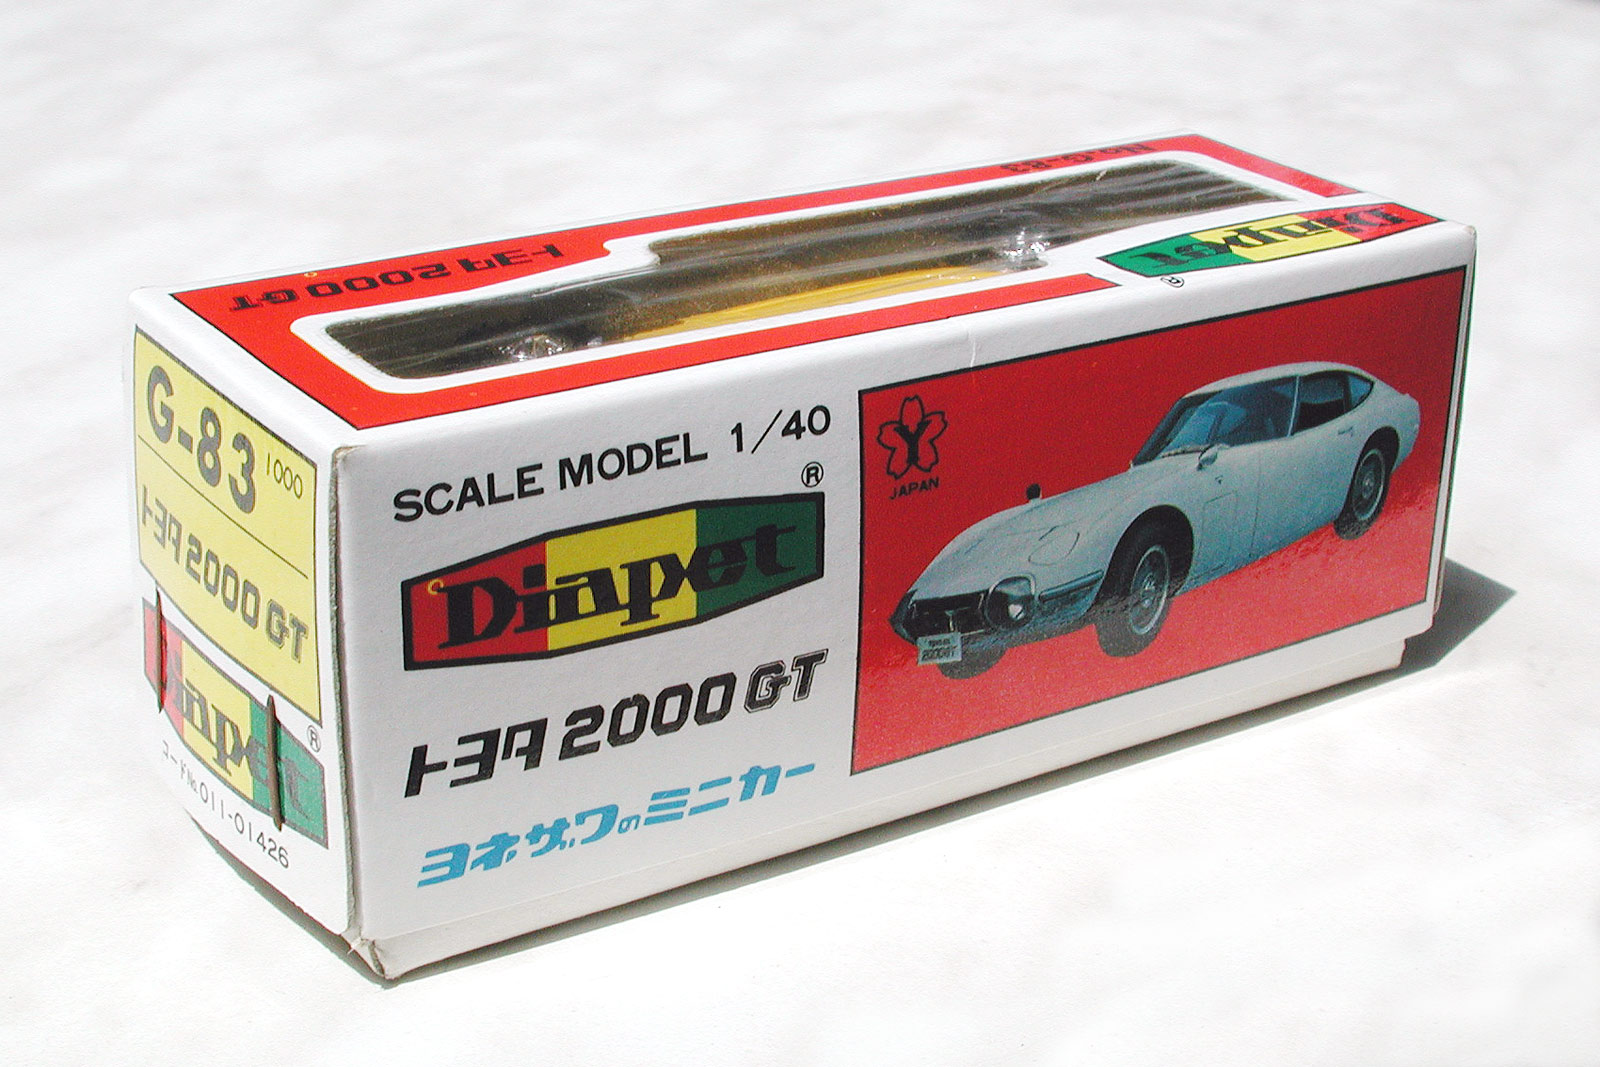 No.G-83
トヨタ 2000GT
Diapet
®
G-83
1000
トヨタ 2000 GT
Diapet
®
コードNo.011-01426
SCALE MODEL 1/40
®
Diapet
トヨタ 2000 GT
ヨネザワのミニカー
Y
JAPAN
2000GT